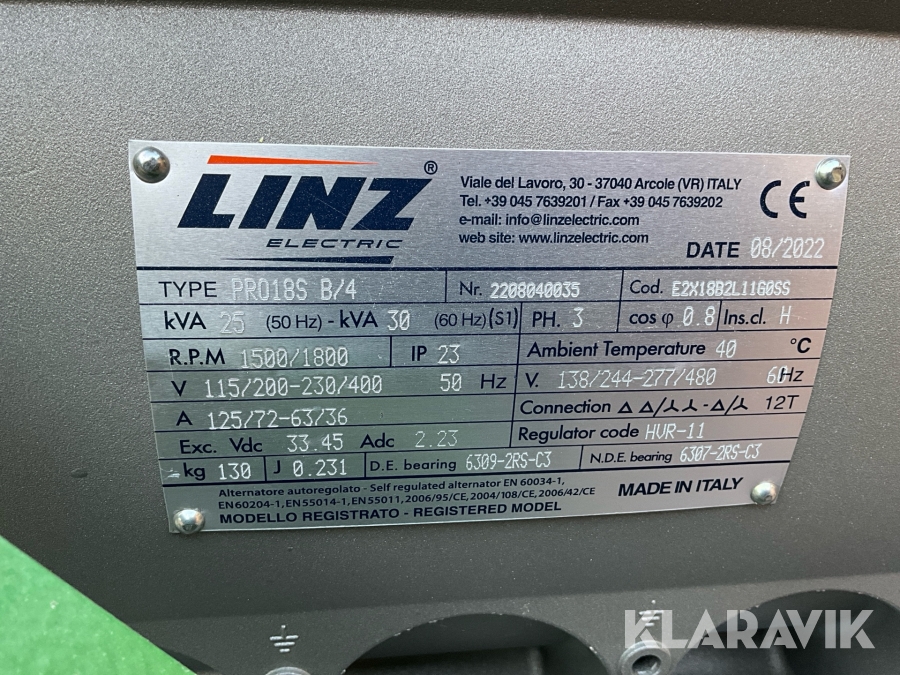 LINZ ®
ELECTRIC
Viale del Lavoro, 30 - 37040 Arcole (VR) ITALY
Tel. +39 045 7639201 / Fax +39 045 7639202
e-mail: info@linzelectric.com
web site: www.linzelectric.com
CE
DATE 08/2022
TYPE PRO18S B/4 Nr. 2208040035 Cod. E2X18B2L11G0SS
kVA 25 (50 Hz) - kVA 30 (60 Hz)(S1) PH. 3 cos φ 0.8 Ins.cl. H
R.P.M 1500/1800 IP 23 Ambient Temperature 40 °C
V 115/200-230/400 50 Hz V. 138/244-277/480 60Hz
A 125/72-63/36 Connection ΔΔ/⅄⅄-Δ/⅄ 12T
Exc. Vdc 33.45 Adc 2.23 Regulator code HVR-11
kg 130 J 0.231 D.E. bearing 6309-2RS-C3 N.D.E. bearing 6307-2RS-C3
Alternatore autoregolato - Self regulated alternator EN 60034-1,
EN60204-1, EN55014-1, EN55011, 2006/95/CE, 2004/108/CE, 2006/42/CE
MODELLO REGISTRATO - REGISTERED MODEL
MADE IN ITALY
KLARAVIK